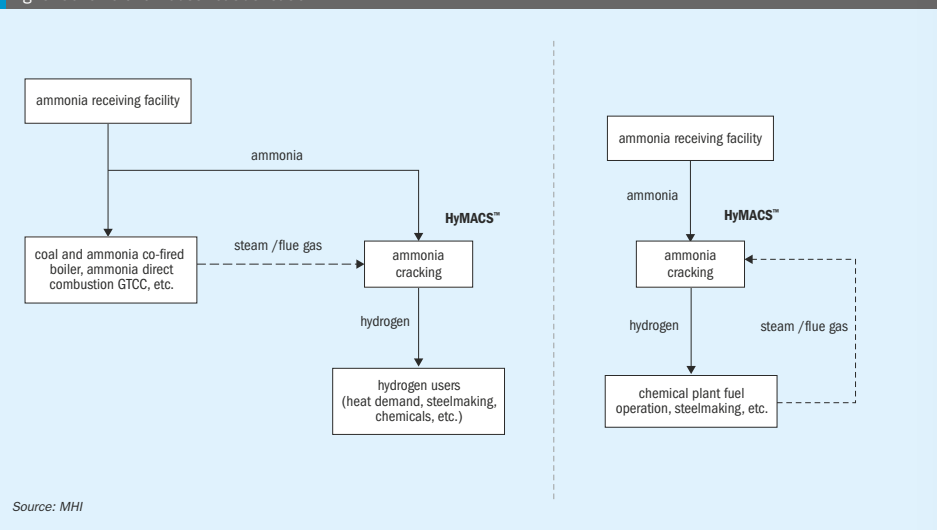 ammonia receiving facility
ammonia
HyMACS™
coal and ammonia co-fired
boiler, ammonia direct
combustion GTCC, etc.
steam /flue gas
ammonia
cracking
hydrogen
hydrogen users
(heat demand, steelmaking,
chemicals, etc.)
ammonia receiving facility
ammonia
HyMACS™
ammonia
cracking
hydrogen
steam /flue gas
chemical plant fuel
operation, steelmaking, etc.
Source: MHI